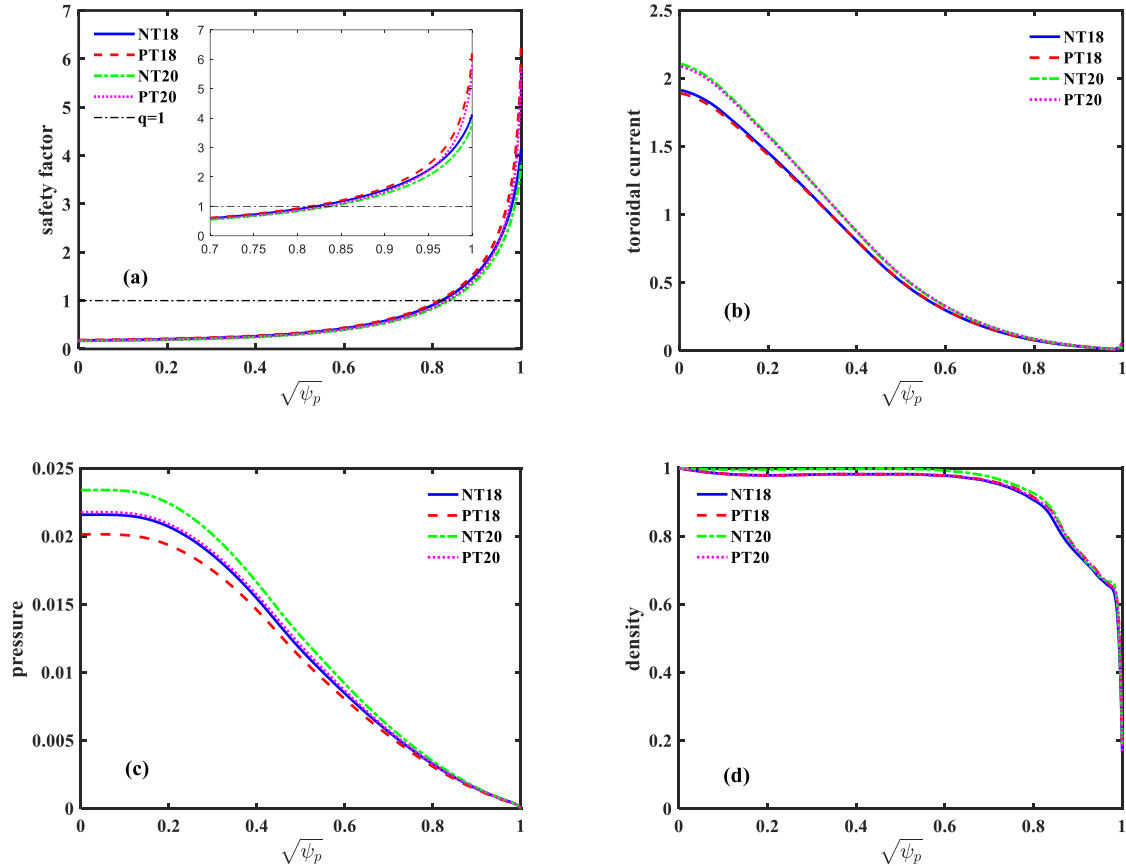 7
6
5
4
3
2
1
0
safety factor
NT18
PT18
NT20
PT20
q=1
7
6
5
4
3
2
1
0
0.7 0.75 0.8 0.85 0.9 0.95 1
(a)
0 0.2 0.4 0.6 0.8 1
√ψp
2.5
2
1.5
1
0.5
0
toroidal current
NT18
PT18
NT20
PT20
(b)
0 0.2 0.4 0.6 0.8 1
√ψp
0.025
0.02
0.015
0.01
0.005
0
pressure
NT18
PT18
NT20
PT20
(c)
0 0.2 0.4 0.6 0.8 1
√ψp
1
0.8
0.6
0.4
0.2
0
density
NT18
PT18
NT20
PT20
(d)
0 0.2 0.4 0.6 0.8 1
√ψp